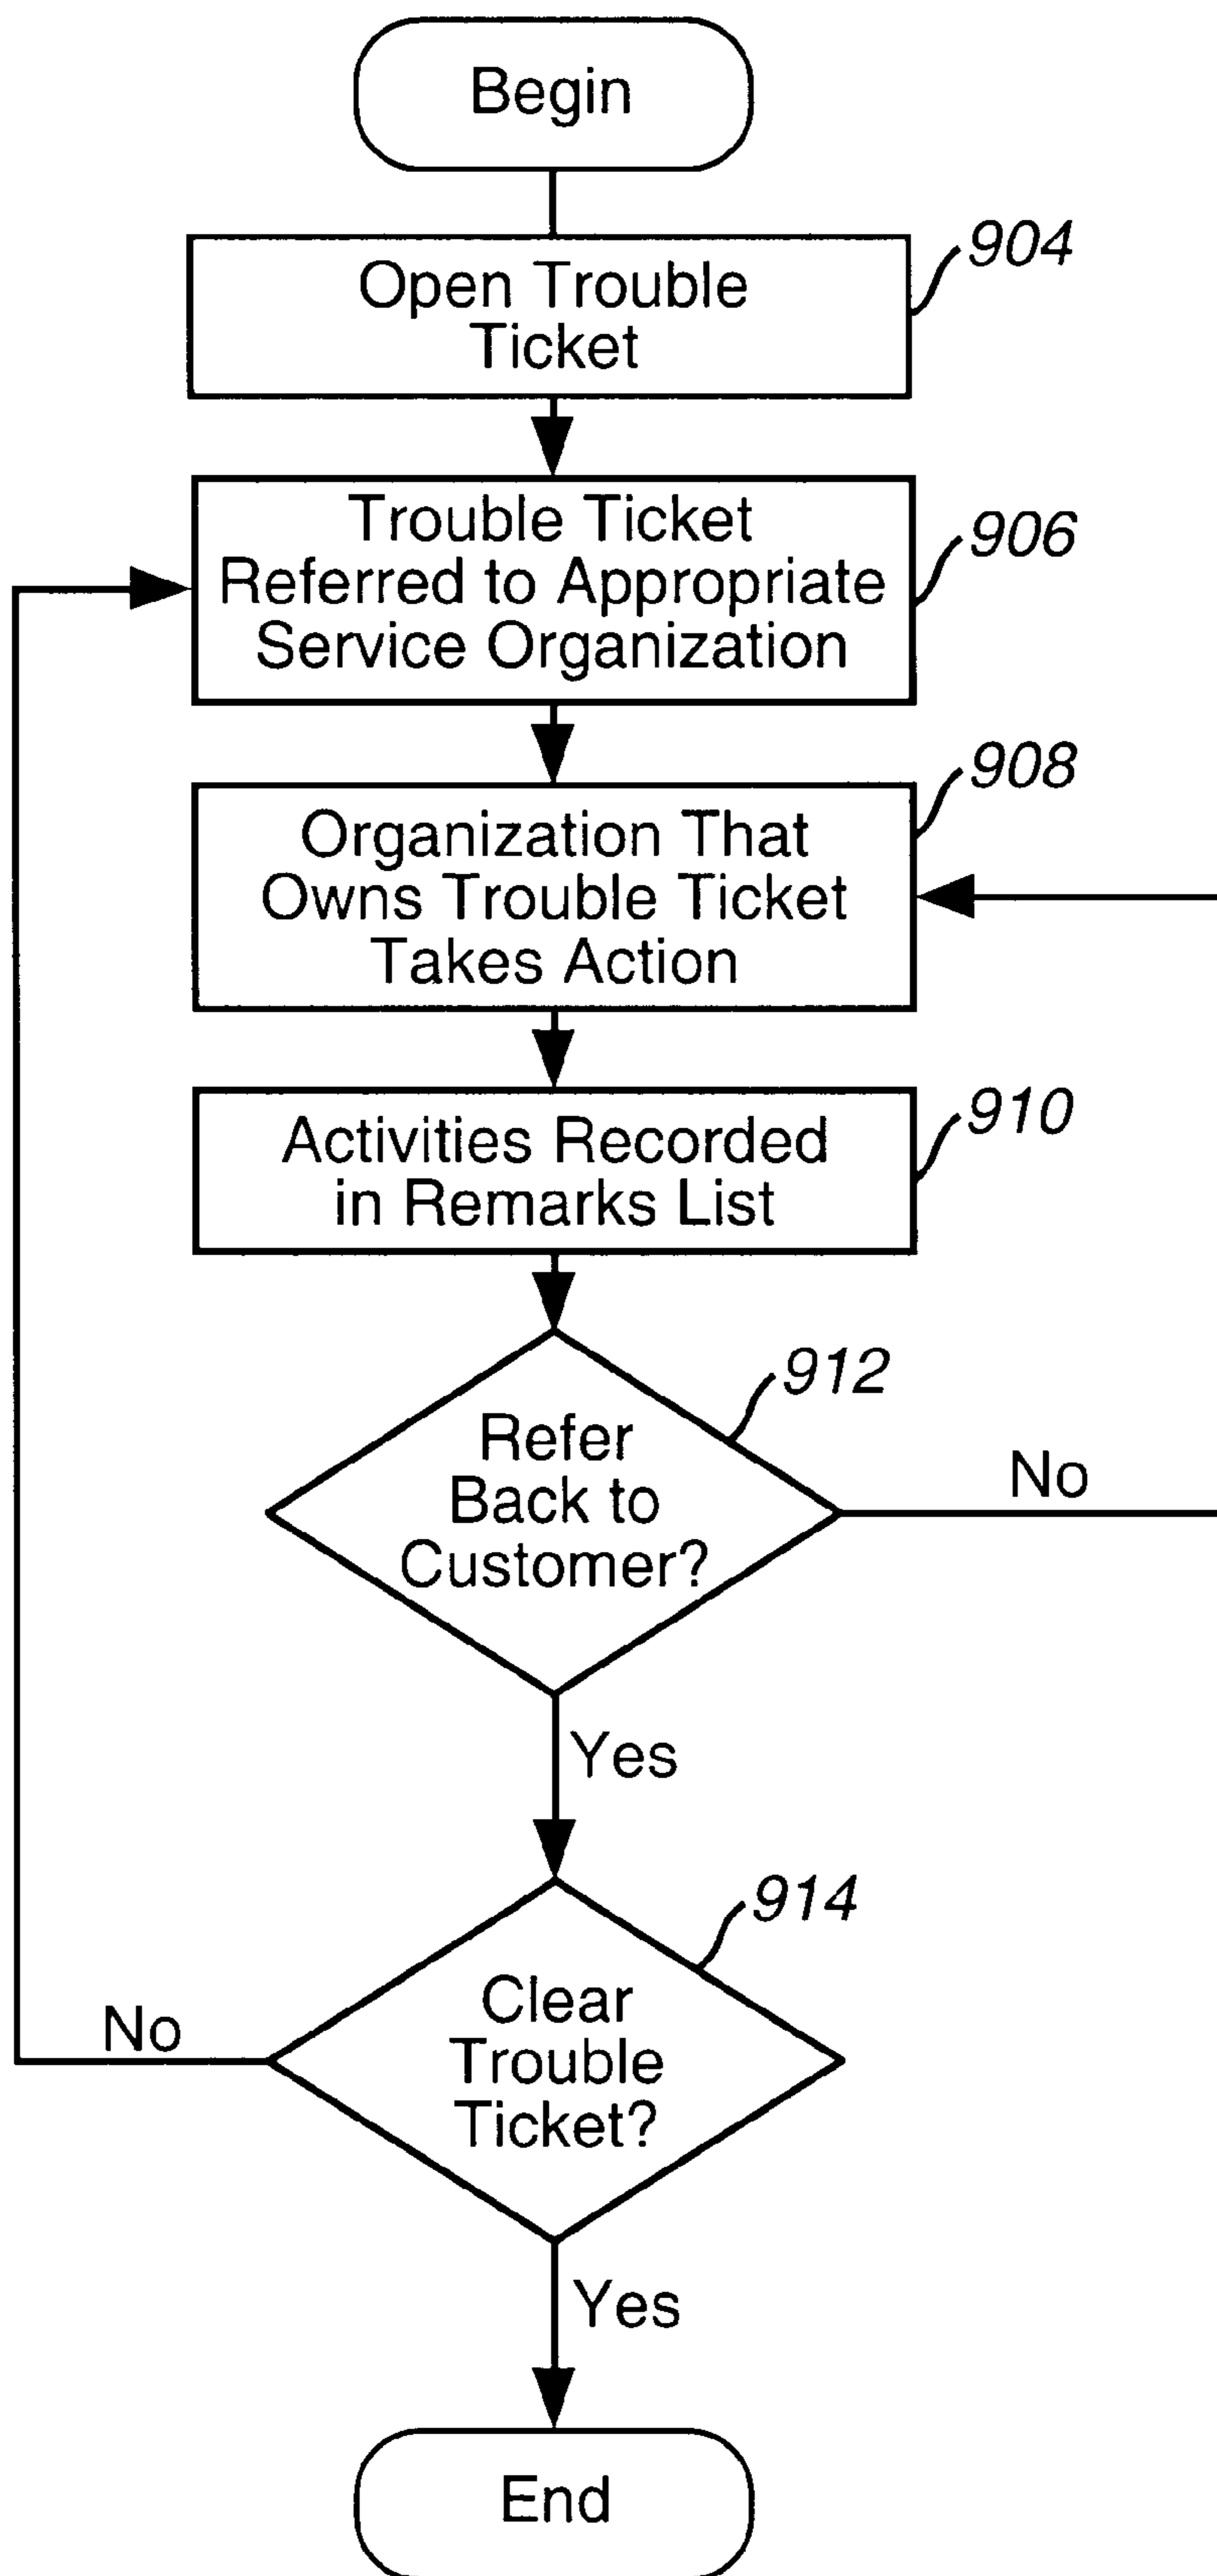 Begin
904
Open Trouble
Ticket
906
Trouble Ticket
Referred to Appropriate
Service Organization
908
Organization That
Owns Trouble Ticket
Takes Action
910
Activities Recorded
in Remarks List
912
Refer
Back to
Customer?
No
Yes
914
Clear
Trouble
Ticket?
No
Yes
End